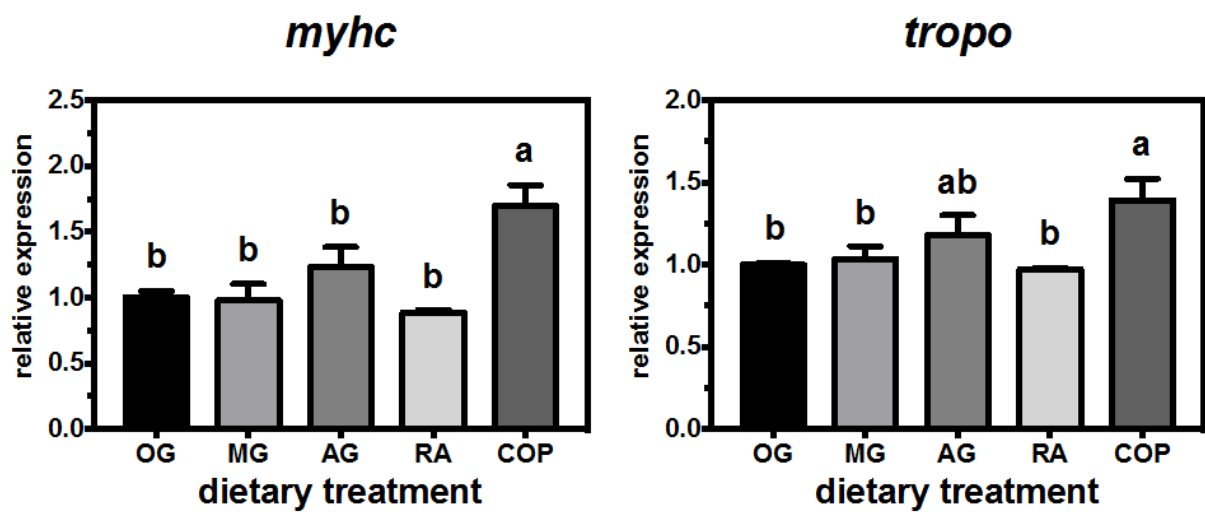 myhc
relative expression
2.5
2.0
1.5
1.0
0.5
0.0
b
b
b
b
a
OG MG AG RA COP
dietary treatment
tropo
relative expression
2.0
1.5
1.0
0.5
0.0
b
b
ab
b
a
OG MG AG RA COP
dietary treatment